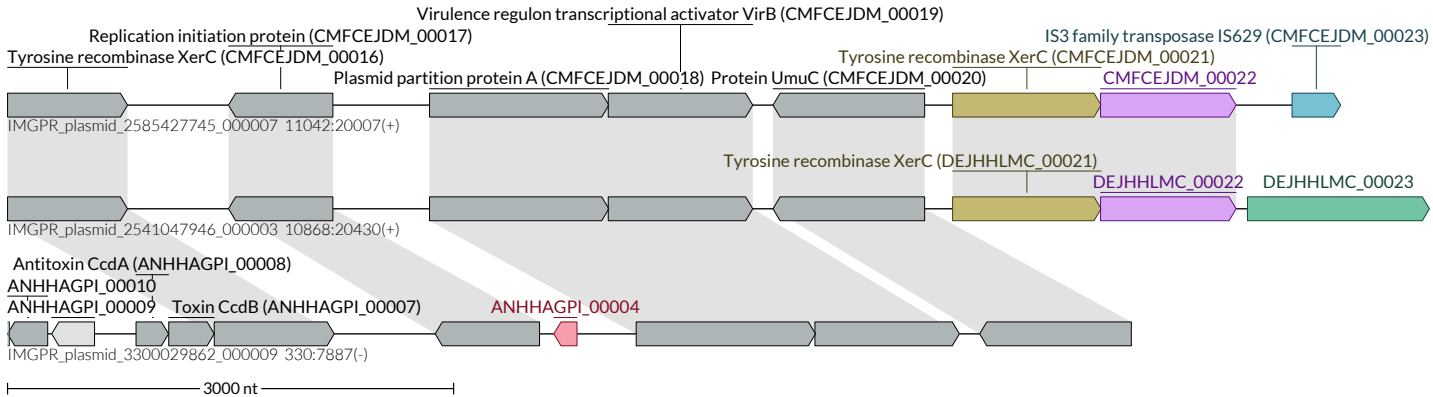 Virulence regulon transcriptional activator VirB (CMFCEJDM_00019)
Replication initiation protein (CMFCEJDM_00017)
IS3 family transposase IS629 (CMFCEJDM_00023)
Tyrosine recombinase XerC (CMFCEJDM_00016)
Tyrosine recombinase XerC (CMFCEJDM_00021)
Plasmid partition protein A (CMFCEJDM_00018)
Protein UmuC (CMFCEJDM_00020)
CMFCEJDM_00022
IMGPR_plasmid_2585427745_000007 11042:20007(+)
Tyrosine recombinase XerC (DEJHHLMC_00021)
DEJHHLMC_00022
DEJHHLMC_00023
IMGPR_plasmid_2541047946_000003 10868:20430(+)
Antitoxin CcdA (ANHHAGPI_00008)
ANHHAGPI_00010
ANHHAGPI_00009
Toxin CcdB (ANHHAGPI_00007)
ANHHAGPI_00004
IMGPR_plasmid_3300029862_000009 330:7887(-)
3000 nt